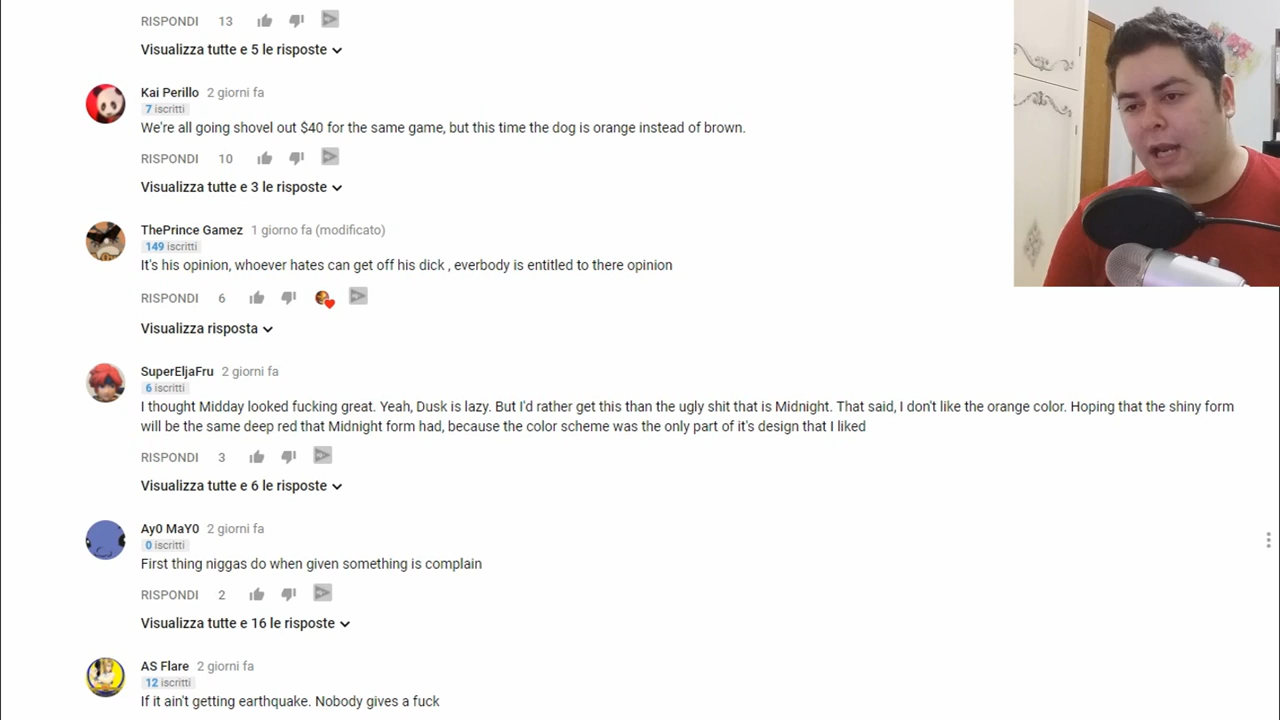 RISPONDI 13
Visualizza tutte e 5 le risposte
Kai Perillo 2 giorni fa
7 iscritti
We're all going shovel out $40 for the same game, but this time the dog is orange instead of brown.
RISPONDI 10
Visualizza tutte e 3 le risposte
ThePrince Gamez 1 giorno fa (modificato)
149 iscritti
It's his opinion, whoever hates can get off his dick , everbody is entitled to there opinion
RISPONDI 6
Visualizza risposta
SuperEljaFru 2 giorni fa
6 iscritti
I thought Midday looked fucking great. Yeah, Dusk is lazy. But I'd rather get this than the ugly shit that is Midnight. That said, I don't like the orange color. Hoping that the shiny form
will be the same deep red that Midnight form had, because the color scheme was the only part of it's design that I liked
RISPONDI 3
Visualizza tutte e 6 le risposte
Ay0 MaY0 2 giorni fa
0 iscritti
First thing niggas do when given something is complain
RISPONDI 2
Visualizza tutte e 16 le risposte
AS Flare 2 giorni fa
12 iscritti
If it ain't getting earthquake. Nobody gives a fuck